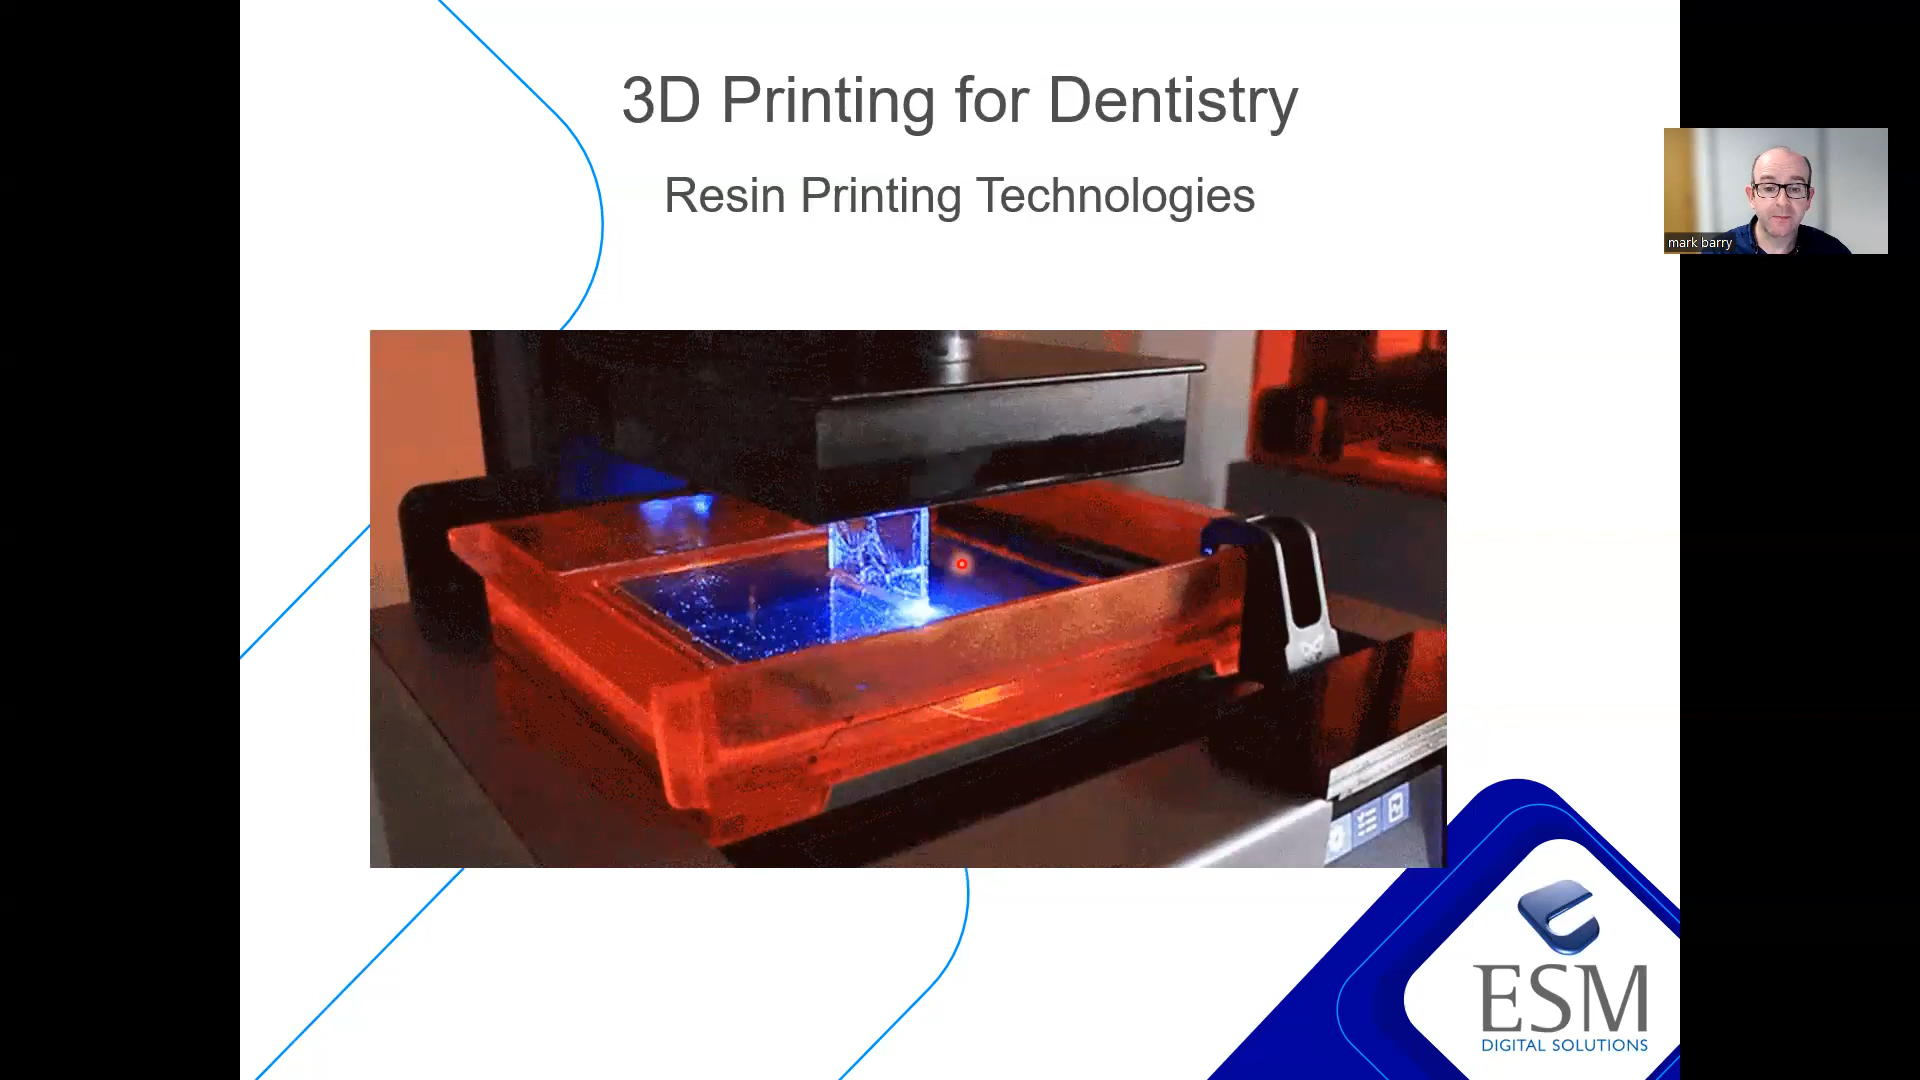 3D Printing for Dentistry
Resin Printing Technologies
mark barry
ESM
DIGITAL SOLUTIONS